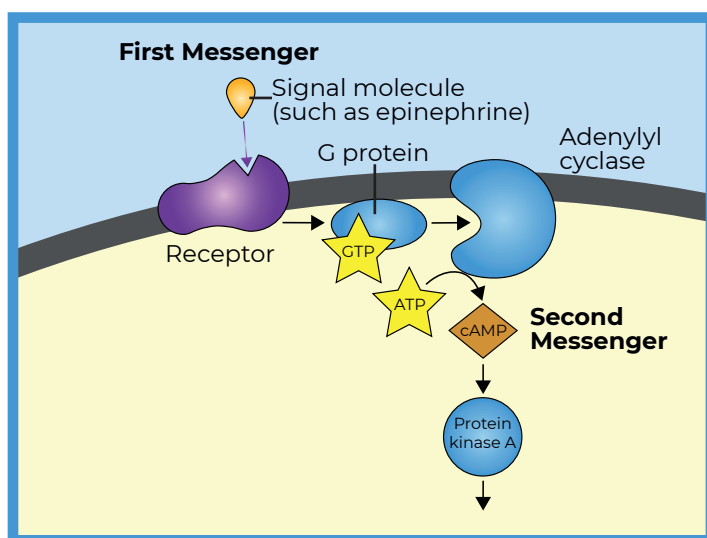 First Messenger
Signal molecule
(such as epinephrine)
Adenylyl
cyclase
G protein
Receptor
GTP
ATP
cAMP
Second
Messenger
Protein
kinase A